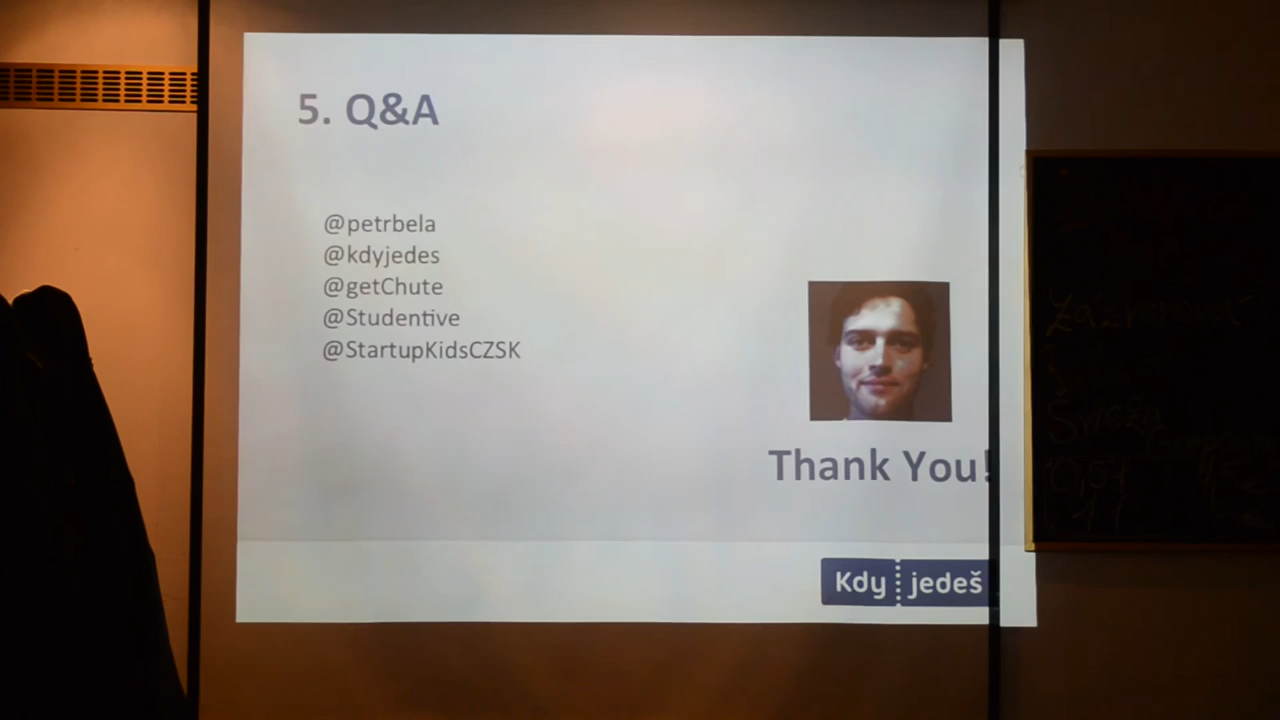 5. Q&A
@petrbela
@kdyjedes
@getChute
@Studentive
@StartupKidsCZSK
Thank You!
Kdy jedeš